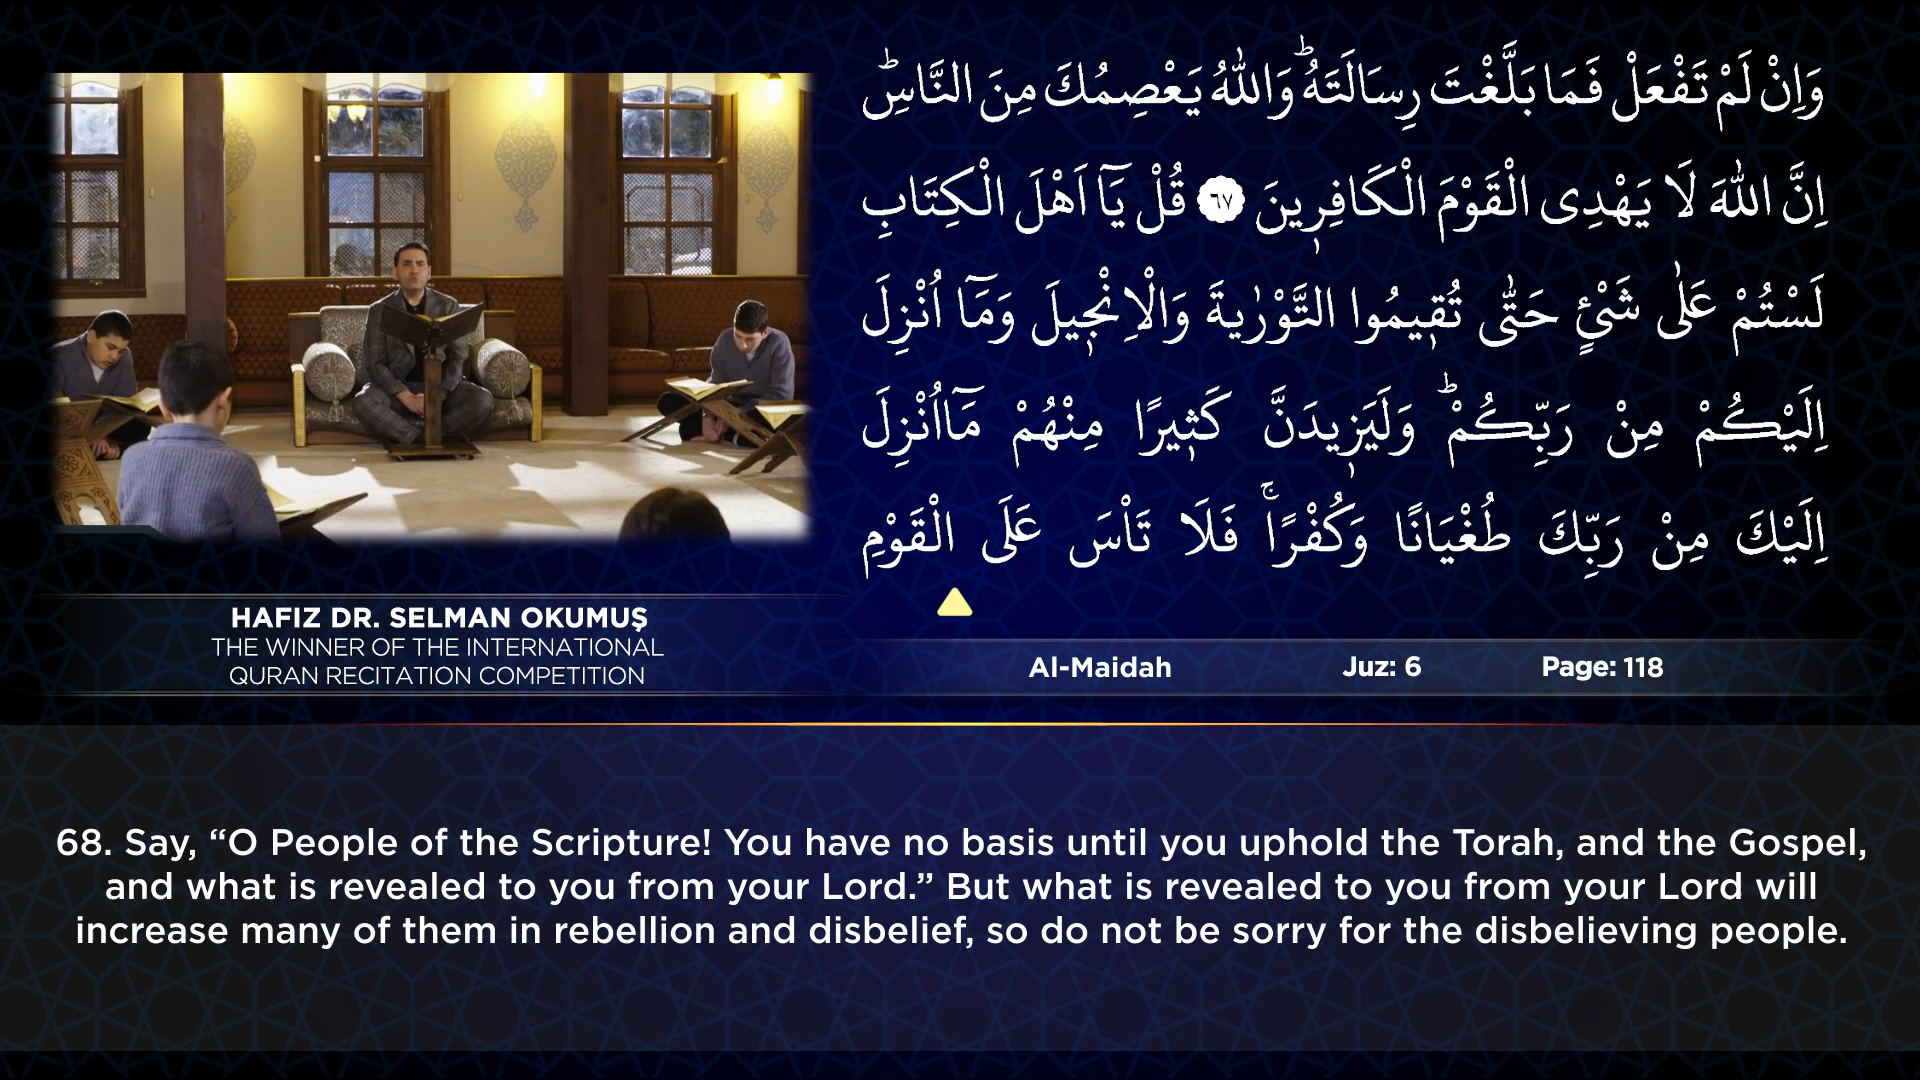 وَاِنْ لَمْ تَفْعَلْ فَمَا بَلَّغْتَ رِسَالَتَهُۜ وَاللّٰهُ يَعْصِمُكَ مِنَ النَّاسِۜ
اِنَّ اللّٰهَ لَا يَهْدِى الْقَوْمَ الْكَافِر۪ينَ ﴿٦٧﴾ قُلْ يَٓا اَهْلَ الْكِتَابِ
لَسْتُمْ عَلٰى شَيْئٍ حَتّٰى تُق۪يمُوا التَّوْرٰيةَ وَالْاِنْج۪يلَ وَمَٓا اُنْزِلَ
اِلَيْكُمْ مِنْ رَبِّكُمْۜ وَلَيَز۪يدَنَّ كَث۪يرًا مِنْهُمْ مَٓااُنْزِلَ
اِلَيْكَ مِنْ رَبِّكَ طُغْيَانًا وَكُفْرًاۚ فَلَا تَاْسَ عَلَى الْقَوْمِ
HAFIZ DR. SELMAN OKUMUŞ
THE WINNER OF THE INTERNATIONAL
QURAN RECITATION COMPETITION
Al-Maidah Juz: 6 Page: 118
68. Say, “O People of the Scripture! You have no basis until you uphold the Torah, and the Gospel,
and what is revealed to you from your Lord.” But what is revealed to you from your Lord will
increase many of them in rebellion and disbelief, so do not be sorry for the disbelieving people.